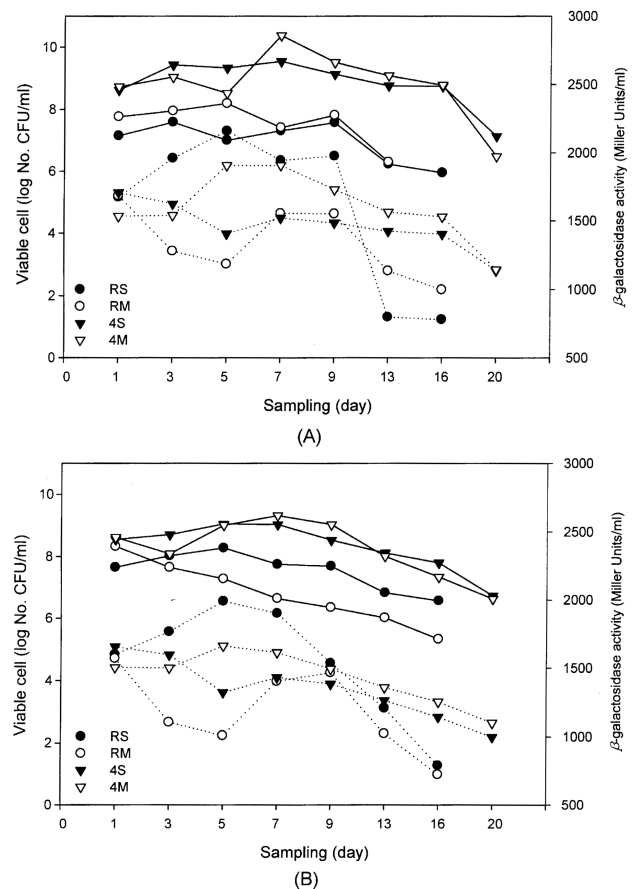 Viable cell (log No. CFU/ml)
10
8
6
4
2
0
3000
2500
2000
1500
1000
500
β-galactosidase activity (Miller Units/ml)
RS
RM
4S
4M
0 1 3 5 7 9 13 16 20
Sampling (day)
(A)
Viable cell (log No. CFU/ml)
10
8
6
4
2
0
3000
2500
2000
1500
1000
500
β-galactosidase activity (Miller Units/ml)
RS
RM
4S
4M
0 1 3 5 7 9 13 16 20
Sampling (day)
(B)